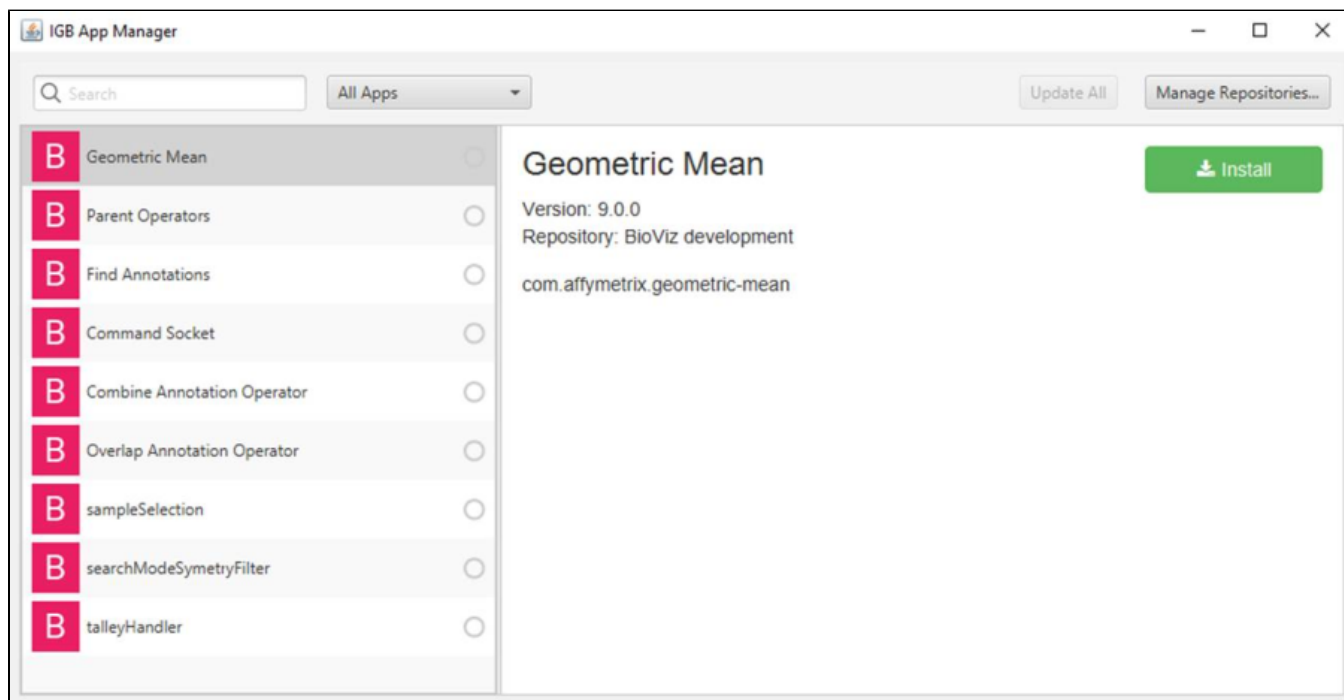 IGB App Manager
Search
All Apps
Update All
Manage Repositories...
B Geometric Mean
B Parent Operators
B Find Annotations
B Command Socket
B Combine Annotation Operator
B Overlap Annotation Operator
B sampleSelection
B searchModeSymetryFilter
B talleyHandler
Geometric Mean
Install
Version: 9.0.0
Repository: BioViz development
com.affymetrix.geometric-mean